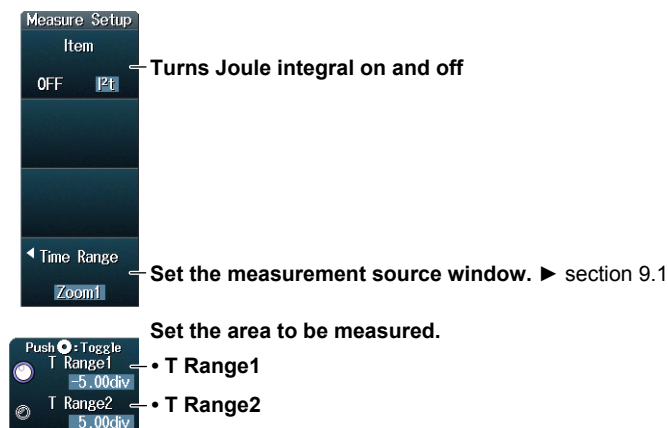 Measure Setup
Item
OFF I²t
Turns Joule integral on and off
Time Range
Zoom1
Set the measurement source window. ► section 9.1
Set the area to be measured.
Push : Toggle
T Range1
-5.00div
• T Range1
T Range2
5.00div
• T Range2